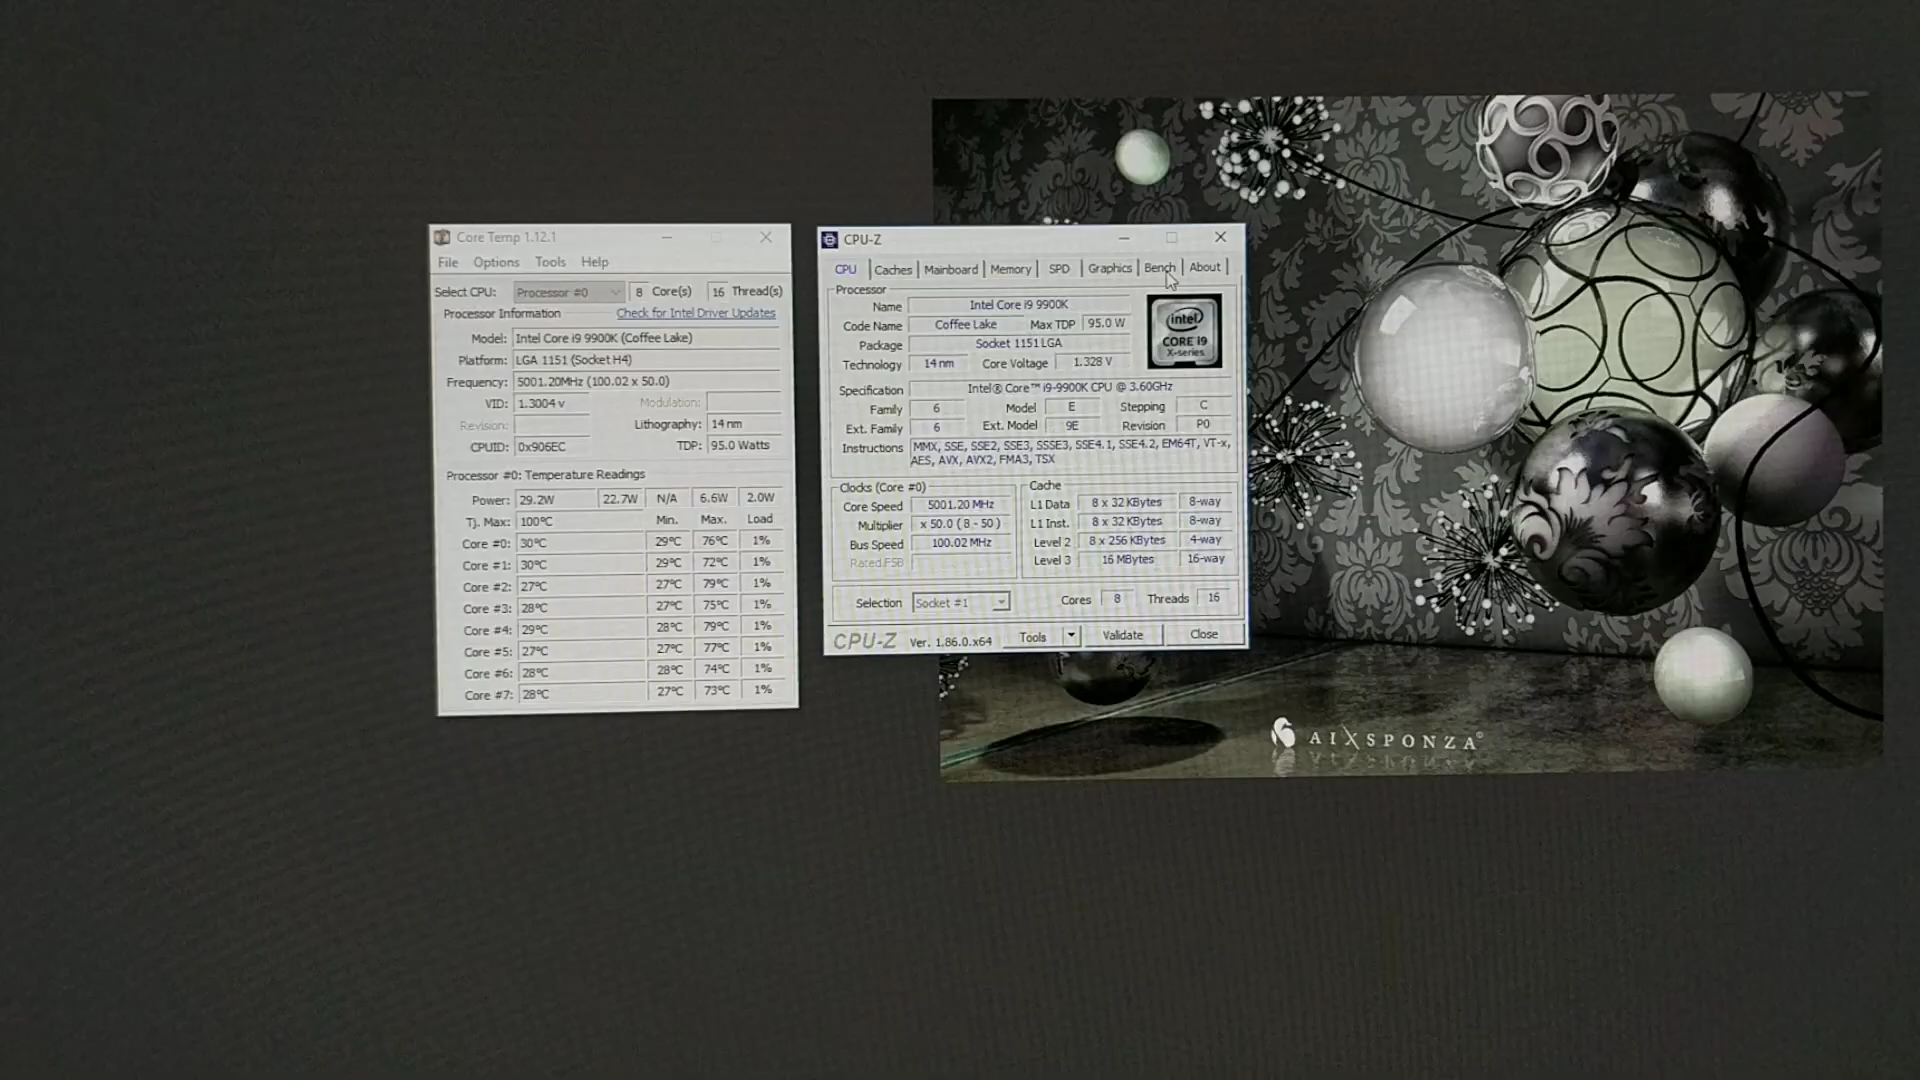 Core Temp 1.12.1
File Options Tools Help
Select CPU: Processor #0 8 Core(s) 16 Thread(s)
Processor Information Check for Intel Driver Updates
Model: Intel Core i9 9900K (Coffee Lake)
Platform: LGA 1151 (Socket H4)
Frequency: 5001.20MHz (100.02 x 50.0)
VID: 1.3004 v Modulation:
Revision: Lithography: 14 nm
CPUID: 0x906EC TDP: 95.0 Watts
Processor #0: Temperature Readings
Power: 29.2W 22.7W N/A 6.6W 2.0W
Tj. Max: 100°C Min. Max. Load
Core #0: 30°C 29°C 76°C 1%
Core #1: 30°C 29°C 72°C 1%
Core #2: 27°C 27°C 79°C 1%
Core #3: 28°C 27°C 75°C 1%
Core #4: 29°C 28°C 79°C 1%
Core #5: 27°C 27°C 77°C 1%
Core #6: 28°C 28°C 74°C 1%
Core #7: 28°C 27°C 73°C 1%
CPU-Z
CPU Caches Mainboard Memory SPD Graphics Bench About
Processor
Name Intel Core i9 9900K
Code Name Coffee Lake Max TDP 95.0 W
Package Socket 1151 LGA
Technology 14 nm Core Voltage 1.328 V
intel
CORE i9
X-series
Specification Intel® Core™ i9-9900K CPU @ 3.60GHz
Family 6 Model E Stepping C
Ext. Family 6 Ext. Model 9E Revision P0
Instructions MMX, SSE, SSE2, SSE3, SSSE3, SSE4.1, SSE4.2, EM64T, VT-x,
AES, AVX, AVX2, FMA3, TSX
Clocks (Core #0)
Core Speed 5001.20 MHz
Multiplier x 50.0 ( 8 - 50 )
Bus Speed 100.02 MHz
Rated FSB
Cache
L1 Data 8 x 32 KBytes 8-way
L1 Inst. 8 x 32 KBytes 8-way
Level 2 8 x 256 KBytes 4-way
Level 3 16 MBytes 16-way
Selection Socket #1 Cores 8 Threads 16
CPU-Z Ver. 1.86.0.x64 Tools Validate Close
AIXSPONZA®